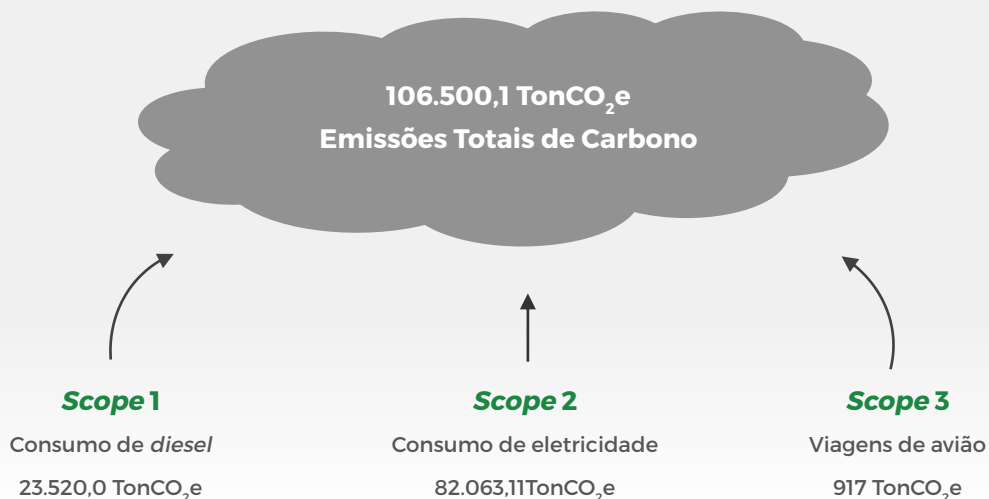 106.500,1 TonCO₂e
Emissões Totais de Carbono
Scope 1
Consumo de diesel
23.520,0 TonCO₂e
Scope 2
Consumo de eletricidade
82.063,11TonCO₂e
Scope 3
Viagens de avião
917 TonCO₂e